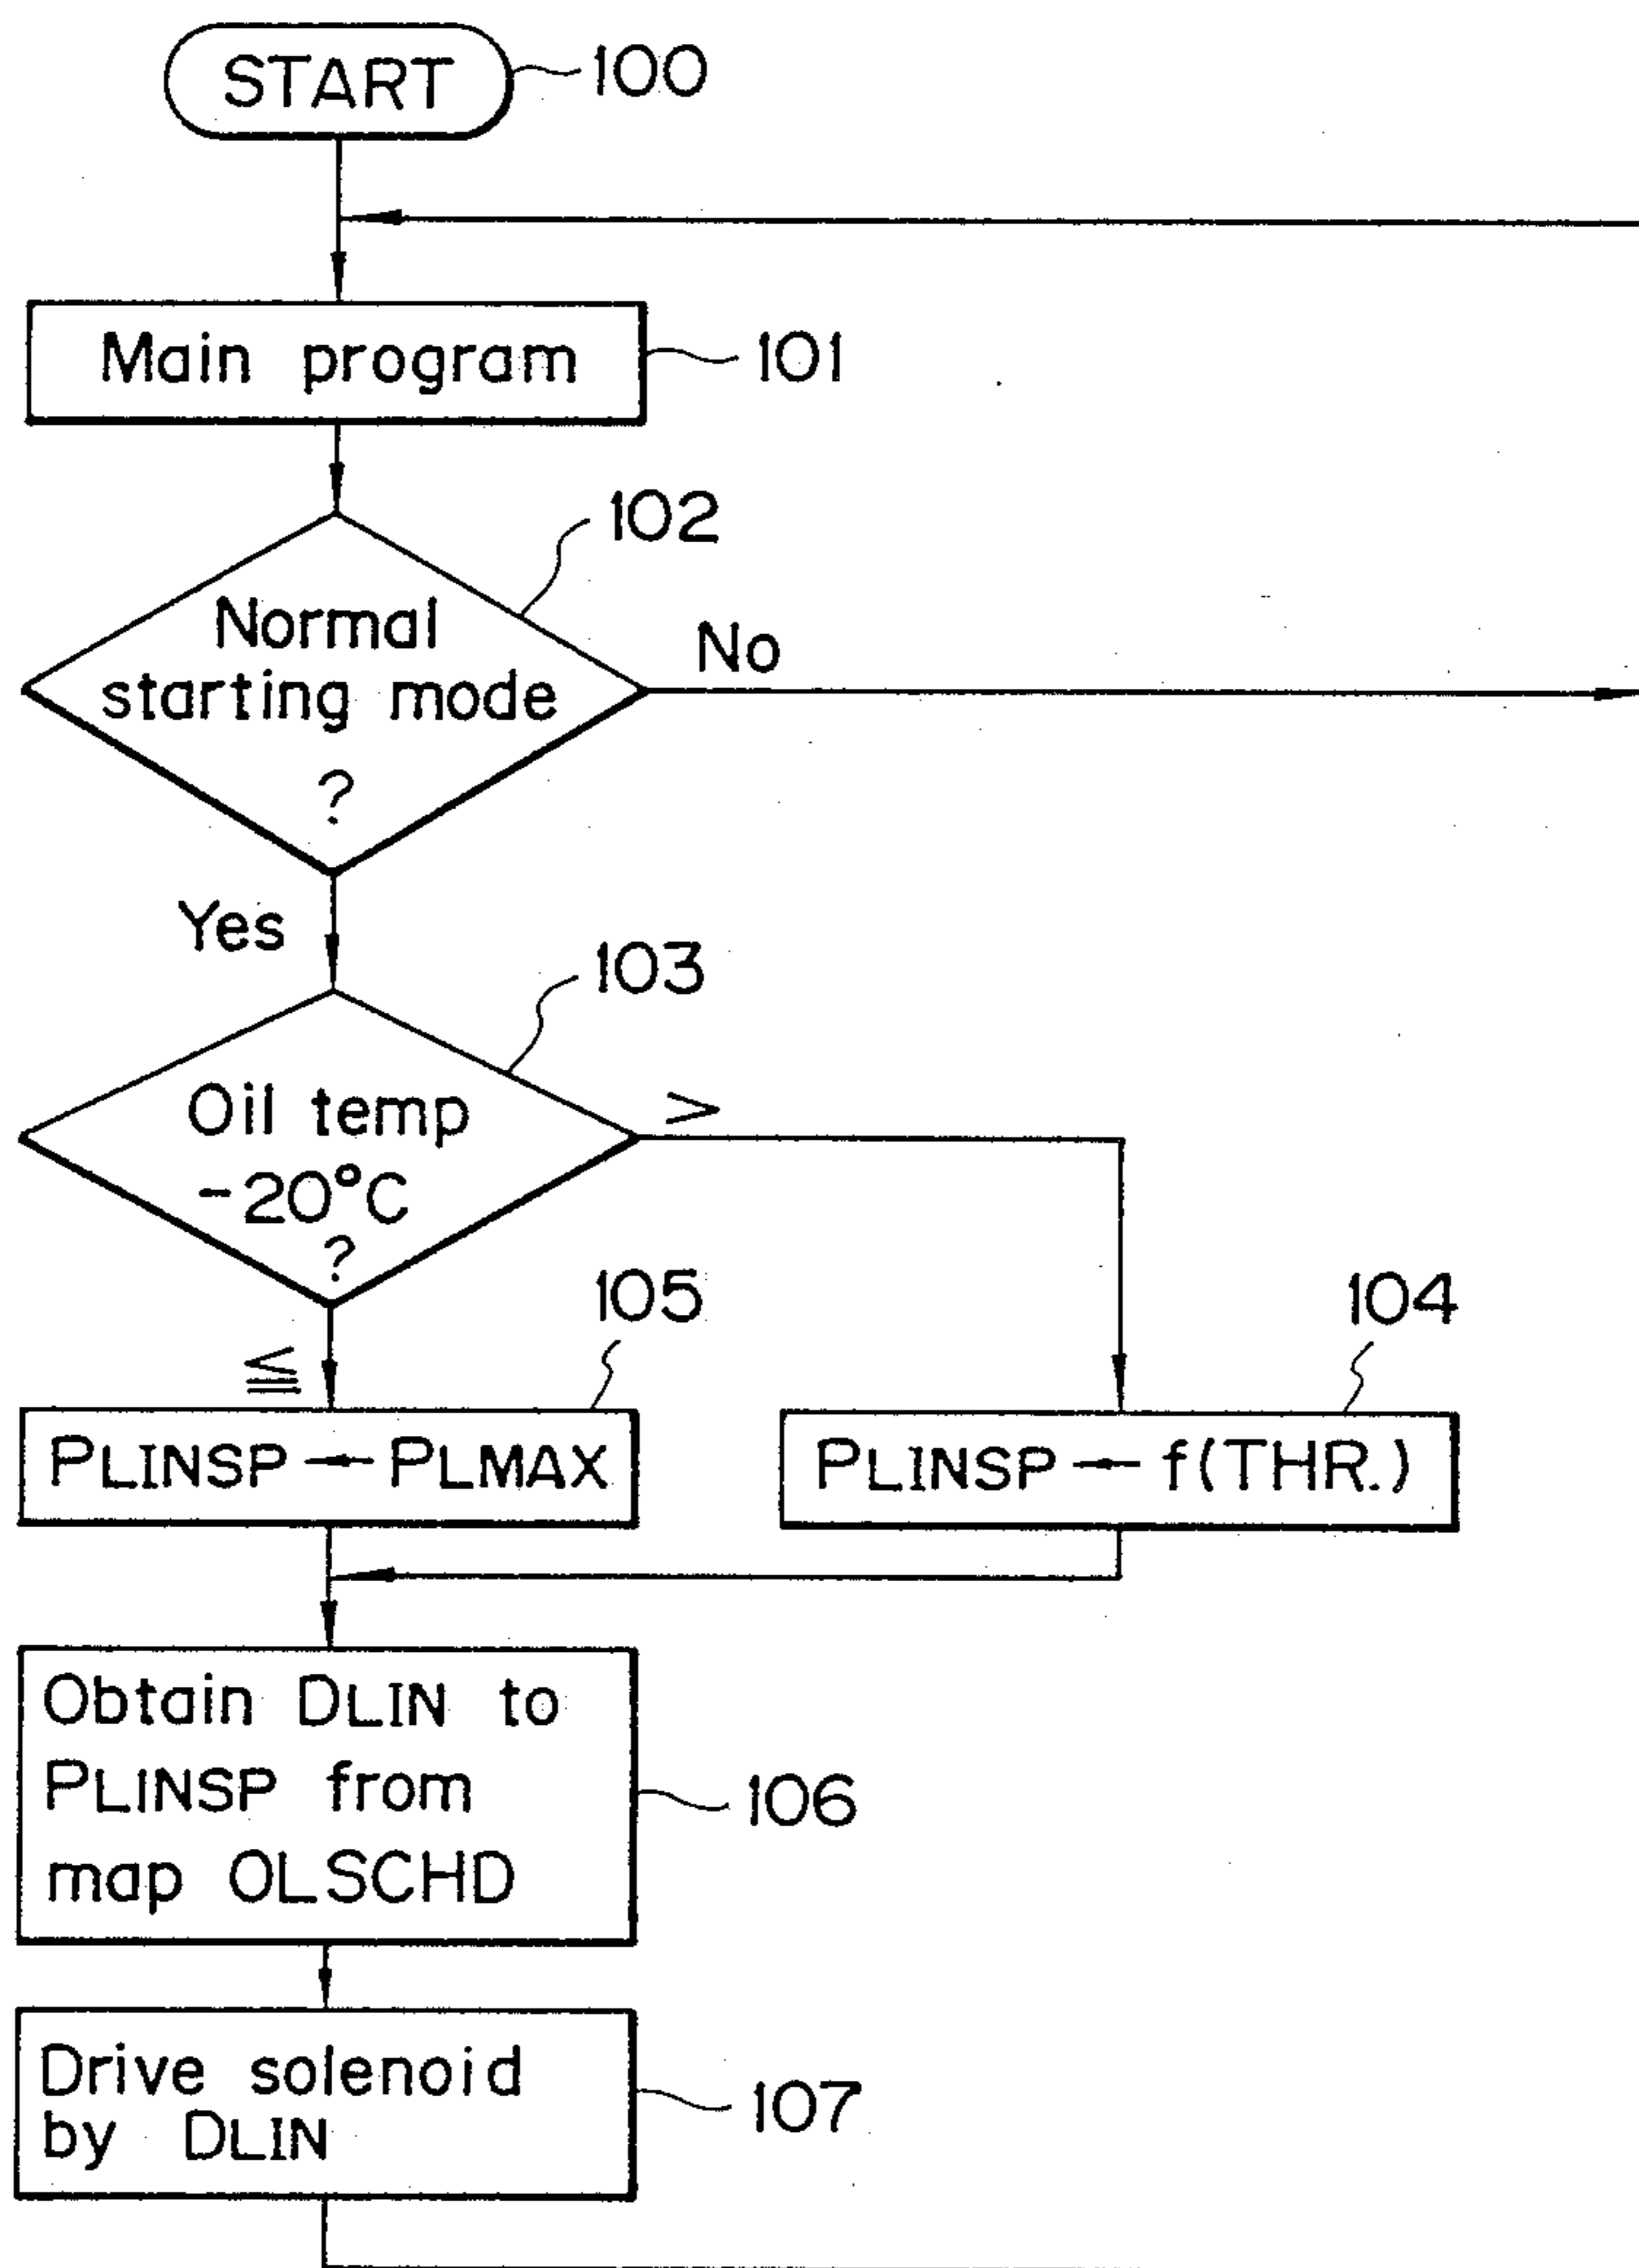 START
100
Main program
101
102
Normal
starting mode
?
No
Yes
103
Oil temp
-20°C
?
>
≦
105
104
PLINSP ← PLMAX
PLINSP ← f(THR.)
Obtain DLIN to
PLINSP from
map OLSCHD
106
Drive solenoid
by DLIN
107